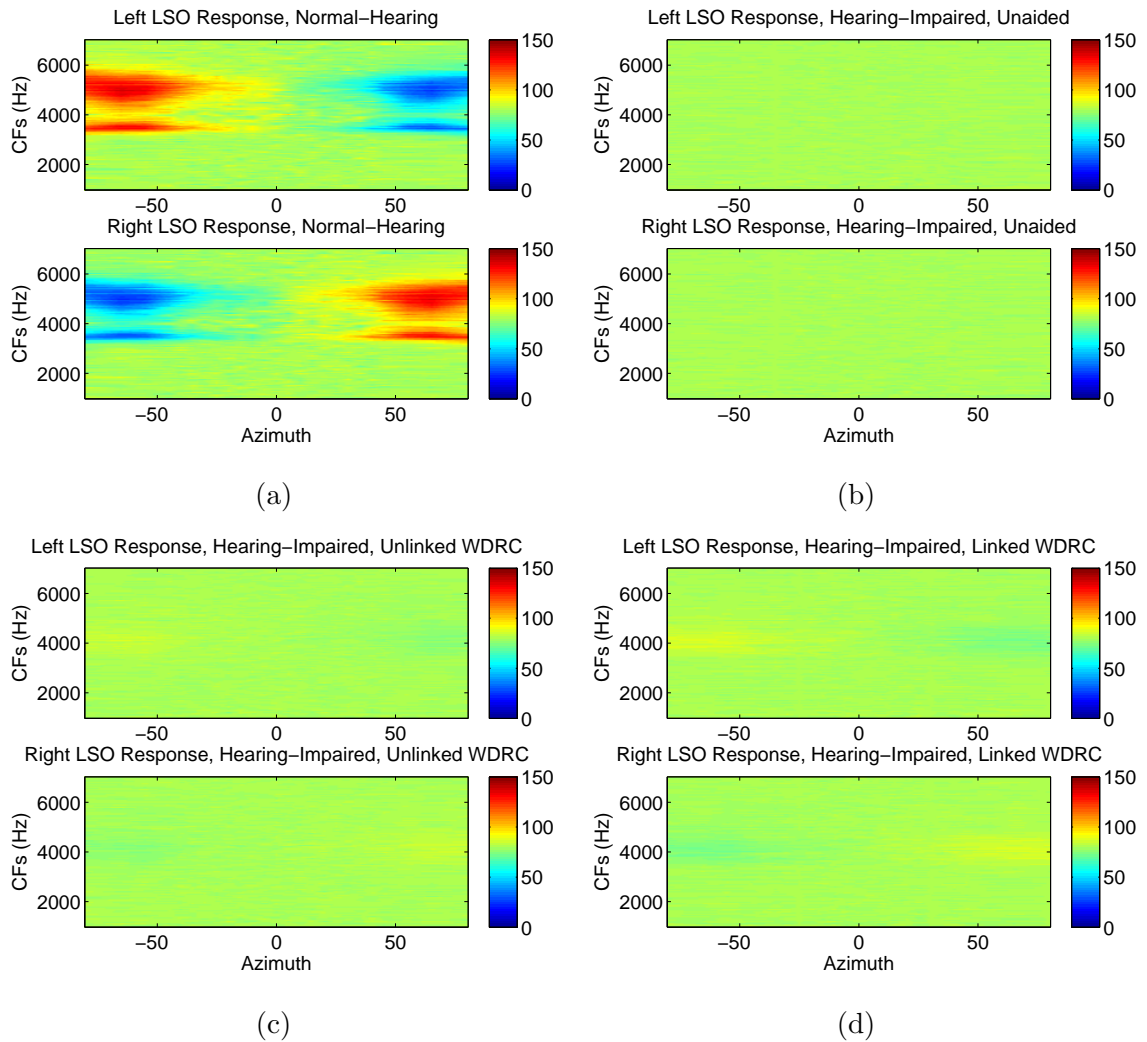 Left LSO Response, Normal−Hearing
CFs (Hz)
6000
4000
2000
−50 0 50
150
100
50
0
Right LSO Response, Normal−Hearing
CFs (Hz)
6000
4000
2000
−50 0 50
Azimuth
150
100
50
0
(a)
Left LSO Response, Hearing−Impaired, Unaided
CFs (Hz)
6000
4000
2000
−50 0 50
150
100
50
0
Right LSO Response, Hearing−Impaired, Unaided
CFs (Hz)
6000
4000
2000
−50 0 50
Azimuth
150
100
50
0
(b)
Left LSO Response, Hearing−Impaired, Unlinked WDRC
CFs (Hz)
6000
4000
2000
−50 0 50
150
100
50
0
Right LSO Response, Hearing−Impaired, Unlinked WDRC
CFs (Hz)
6000
4000
2000
−50 0 50
Azimuth
150
100
50
0
(c)
Left LSO Response, Hearing−Impaired, Linked WDRC
CFs (Hz)
6000
4000
2000
−50 0 50
150
100
50
0
Right LSO Response, Hearing−Impaired, Linked WDRC
CFs (Hz)
6000
4000
2000
−50 0 50
Azimuth
150
100
50
0
(d)